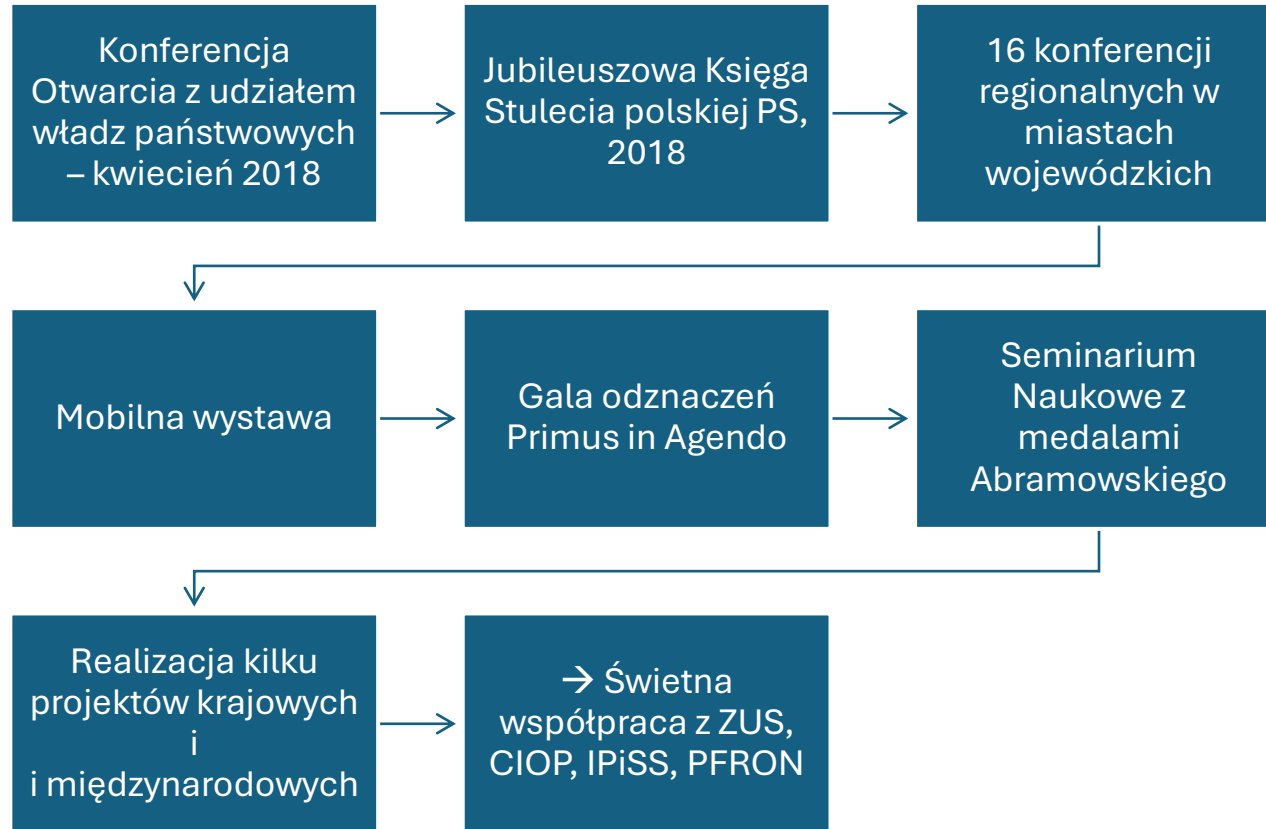 Konferencja
Otwarcia z udziałem
władz państwowych
– kwiecień 2018
Jubileuszowa Księga
Stulecia polskiej PS,
2018
16 konferencji
regionalnych w
miastach
wojewódzkich
Mobilna wystawa
Gala odznaczeń
Primus in Agendo
Seminarium
Naukowe z
medalami
Abramowskiego
Realizacja kilku
projektów krajowych
i
i międzynarodowych
→ Świetna
współpraca z ZUS,
CIOP, IPiSS, PFRON